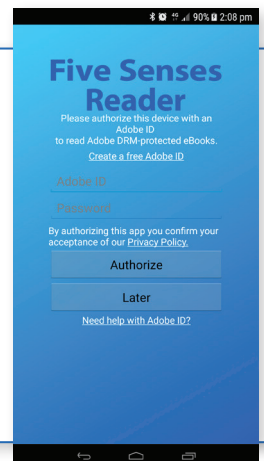 4G 90% 2:08 pm
Five Senses
Reader
Please authorize this device with an
Adobe ID
to read Adobe DRM-protected eBooks.
Create a free Adobe ID
Adobe ID
Password
By authorizing this app you confirm your
acceptance of our Privacy Policy.
Authorize
Later
Need help with Adobe ID?